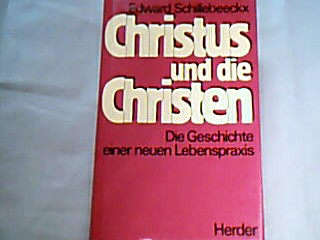 Edward Schillebeeckx
Christus
und die
Christen
Die Geschichte
einer neuen Lebenspraxis
Herder